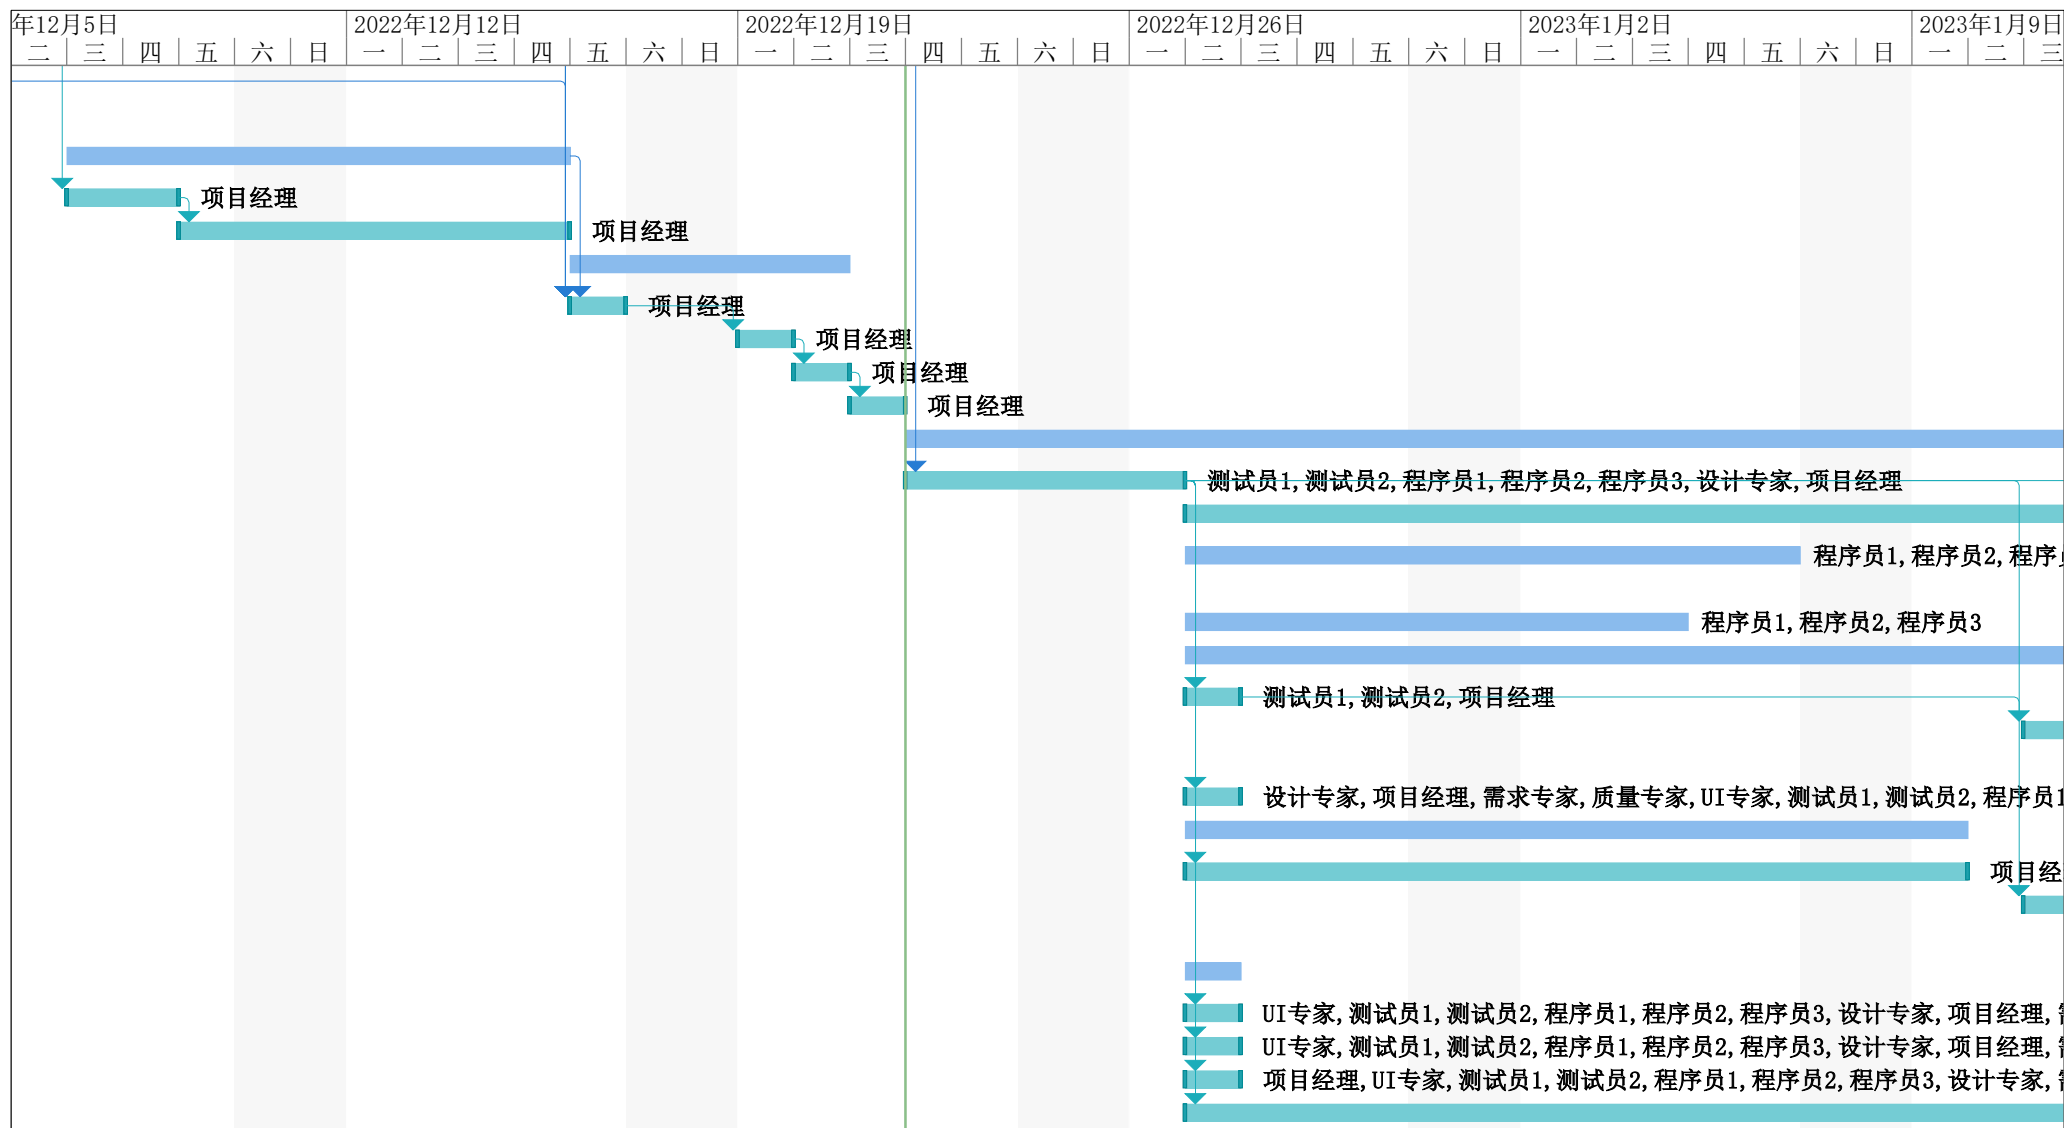 年12月5日 2022年12月12日 2022年12月19日 2022年12月26日 2023年1月2日 2023年1月9日
二 三 四 五 六 日 一 二 三 四 五 六 日 一 二 三 四 五 六 日 一 二 三 四 五 六 日 一 二 三 四 五 六 日 一 二 三
项目经理
项目经理
项目经理
项目经理
项目经理
项目经理
测试员1,测试员2,程序员1,程序员2,程序员3,设计专家,项目经理
程序员1,程序员2,程序
程序员1,程序员2,程序员3
测试员1,测试员2,项目经理
设计专家,项目经理,需求专家,质量专家,UI专家,测试员1,测试员2,程序员1
项目经
UI专家,测试员1,测试员2,程序员1,程序员2,程序员3,设计专家,项目经理,
UI专家,测试员1,测试员2,程序员1,程序员2,程序员3,设计专家,项目经理,
项目经理,UI专家,测试员1,测试员2,程序员1,程序员2,程序员3,设计专家,